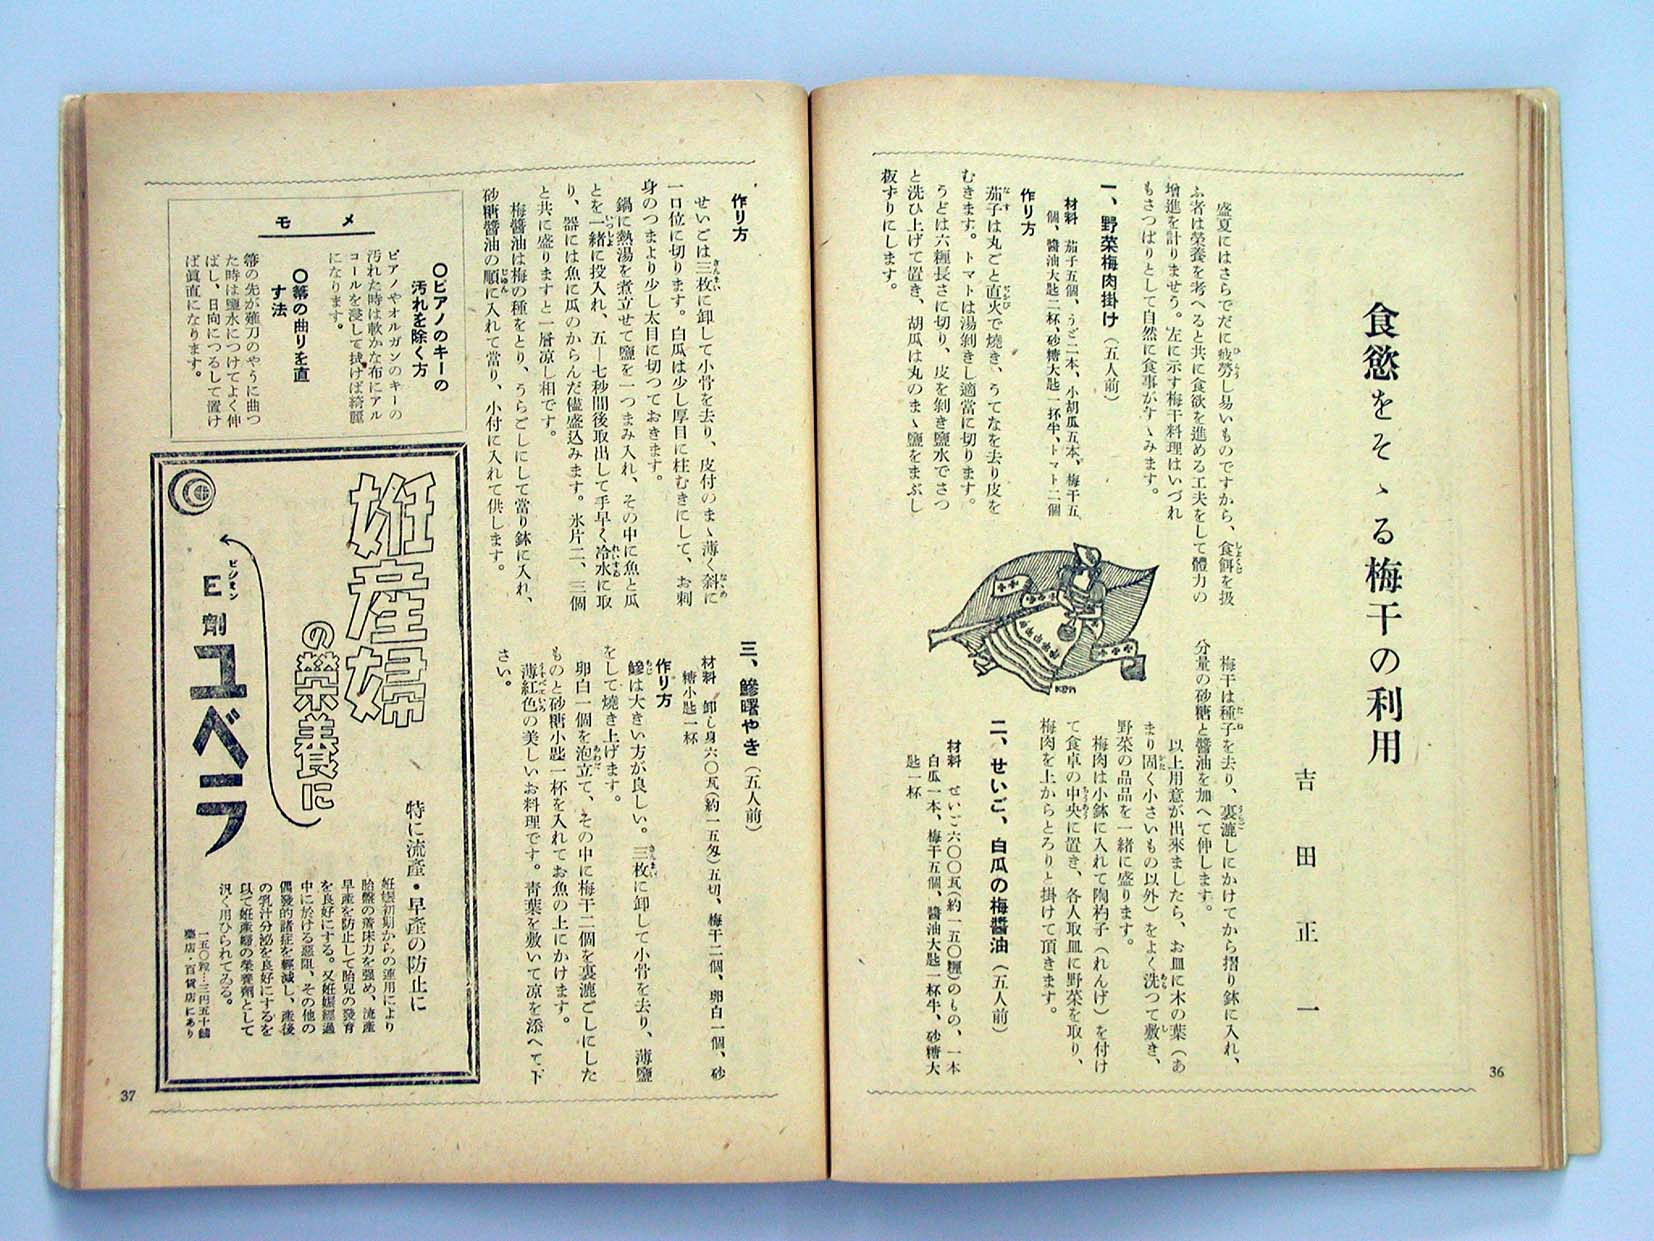 食慾をそゝる梅干の利用
吉田正一
盛夏にはさらでだに疲勞し易いものですから、食餌を扱
ふ者は榮養を考へると共に食欲を進める工夫をして體力の
增進を計りませう。左に示す梅干料理はいづれ
もさつぱりとして自然に食事がすゝみます。
一、野菜梅肉掛け（五人前）
材料 茄子五個、うど二本、小胡瓜五本、梅干五
個、醬油大匙二杯、砂糖大匙一杯半、トマト二個
作り方
茄子は丸ごと直火で燒き、うてなを去り皮を
むきます。トマトは湯剝きし適當に切ります。
うどは六糎長さに切り、皮を剝き鹽水でさつ
と洗ひ上げて置き、胡瓜は丸のまゝ鹽をまぶし
板ずりにします。
梅干は種子を去り、裏漉しにかけてから摺り鉢に入れ、
分量の砂糖と醬油を加へて伸します。
以上用意が出來ましたら、お皿に木の葉（あ
まり固く小さいもの以外）をよく洗つて敷き、
野菜の品品を一緒に盛ります。
梅肉は小鉢に入れて陶杓子（れんげ）を付け
て食卓の中央に置き、各人取皿に野菜を取り、
梅肉を上からとろりと掛けて頂きます。
二、せいご、白瓜の梅醬油（五人前）
材料 せいご六〇〇瓦（約一五〇糎）のもの、一本
白瓜一本、梅干五個、醬油大匙一杯半、砂糖大
匙一杯
36
作り方
せいごは三枚に卸して小骨を去り、皮付のまゝ薄く斜に
一口位に切ります。白瓜は少し厚目に柱むきにして、お刺
身のつまより少し太目に切つておきます。
鍋に熱湯を煮立せて鹽を一つまみ入れ、その中に魚と瓜
とを一緒に投入れ、五—七秒間後取出して手早く冷水に取
り、器には魚に瓜のからんだ儘盛込みます。氷片二、三個
と共に盛りますと一層凉し相です。
梅醬油は梅の種をとり、うらごしにして當り鉢に入れ、
砂糖醬油の順に入れて當り、小付に入れて供します。
三、鰺曙やき（五人前）
材料 卸し身六〇瓦（約一五匁）五切、梅干二個、卵白一個、砂
糖小匙一杯
作り方
鰺は大きい方が良しい。三枚に卸して小骨を去り、薄鹽
をして燒き上げます。
卵白一個を泡立て、その中に梅干二個を裏漉ごしにした
ものと砂糖小匙一杯を入れてお魚の上にかけます。
薄紅色の美しいお料理です。靑葉を敷いて凉を添へて下
さい。
メモ
〇ピアノのキーの
汚れを除く方
ピアノやオルガンのキーの
汚れた時は軟かな布にアル
コールを浸して拭けば綺麗
になります。
〇箒の曲りを直
す法
箒の先が薙刀のやうに曲つ
た時は鹽水につけてよく伸
ばし、日向につるして置け
ば眞直になります。
姙産婦
の榮養に
ビタミン
E劑ユベラ
特に流産・早産の防止に
姙娠初期からの連用により
胎盤の着床力を强め、流産
早産を防止して胎兒の發育
を良好にする。又姙娠經過
中に於ける惡阻、その他の
偶發的諸症を輕減し、産後
の乳汁分泌を良好にするを
以て姙産婦の榮養劑として
汎く用ひられてゐる。
一五〇粒…三円五十錢
藥店・百貨店にあり
37